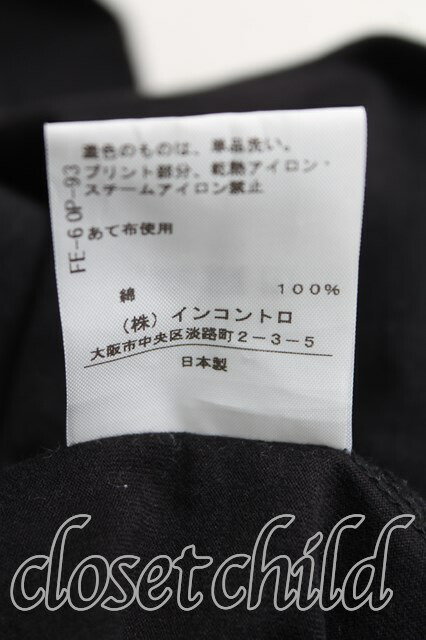 濃色のものは、単品洗い。
プリント部分、乾熱アイロン・
スチームアイロン禁止
FE-6 OP-93
あて布使用
綿 100%
(株) インコントロ
大阪市中央区淡路町2-3-5
日本製
closet child